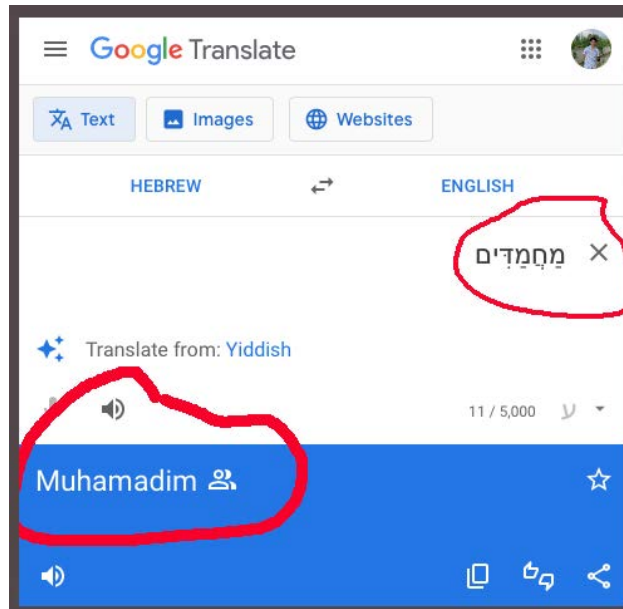 Google Translate
Text Images Websites
HEBREW ENGLISH
מַחֲמַדִּים
Translate from: Yiddish
11 / 5,000 ע
Muhamadim